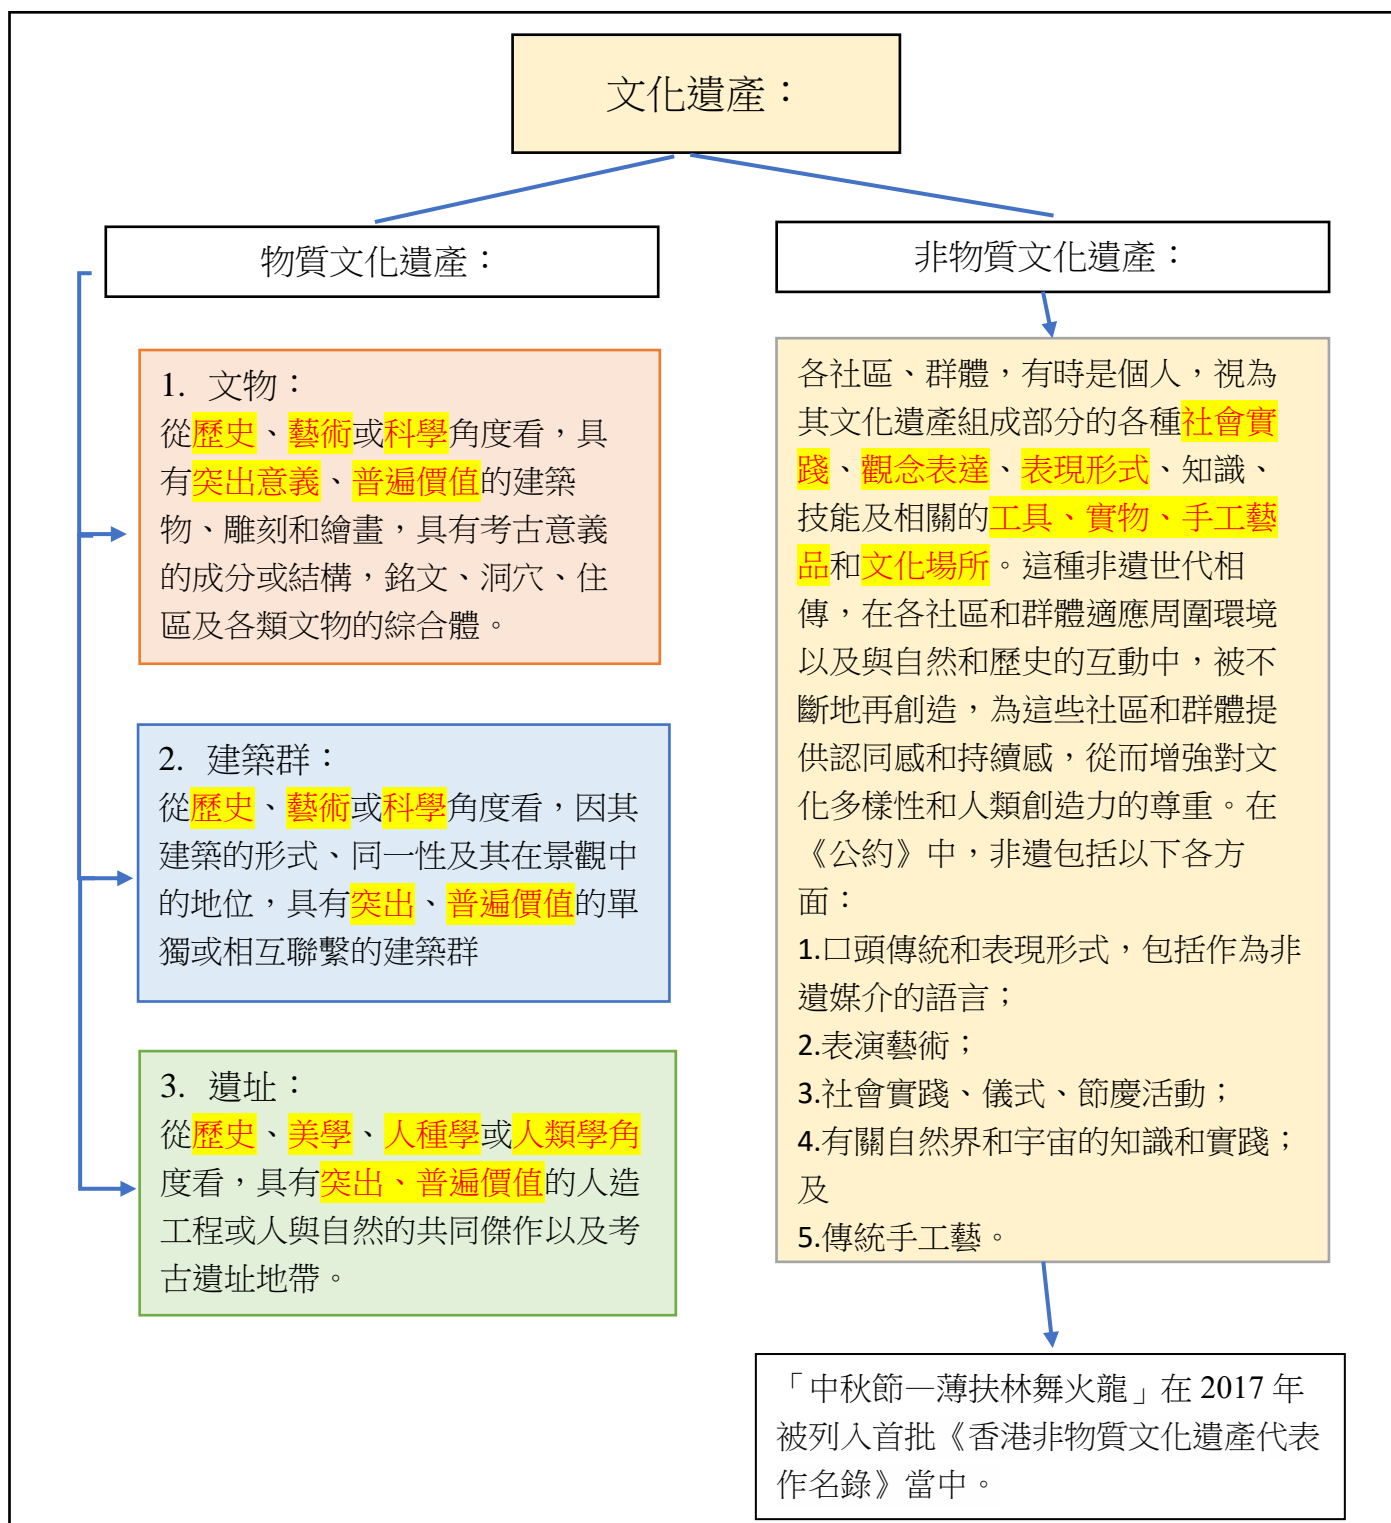 文化遺產：
物質文化遺產：
1. 文物：
從歷史、藝術或科學角度看，具
有突出意義、普遍價值的建築
物、雕刻和繪畫，具有考古意義
的成分或結構，銘文、洞穴、住
區及各類文物的綜合體。
2. 建築群：
從歷史、藝術或科學角度看，因其
建築的形式、同一性及其在景觀中
的地位，具有突出、普遍價值的單
獨或相互聯繫的建築群
3. 遺址：
從歷史、美學、人種學或人類學角
度看，具有突出、普遍價值的人造
工程或人與自然的共同傑作以及考
古遺址地帶。
非物質文化遺產：
各社區、群體，有時是個人，視為
其文化遺產組成部分的各種社會實
踐、觀念表達、表現形式、知識、
技能及相關的工具、實物、手工藝
品和文化場所。這種非遺世代相
傳，在各社區和群體適應周圍環境
以及與自然和歷史的互動中，被不
斷地再創造，為這些社區和群體提
供認同感和持續感，從而增強對文
化多樣性和人類創造力的尊重。在
《公約》中，非遺包括以下各方
面：
1.口頭傳統和表現形式，包括作為非
遺媒介的語言；
2.表演藝術；
3.社會實踐、儀式、節慶活動；
4.有關自然界和宇宙的知識和實踐；
及
5.傳統手工藝。
「中秋節—薄扶林舞火龍」在 2017 年
被列入首批《香港非物質文化遺產代表
作名錄》當中。